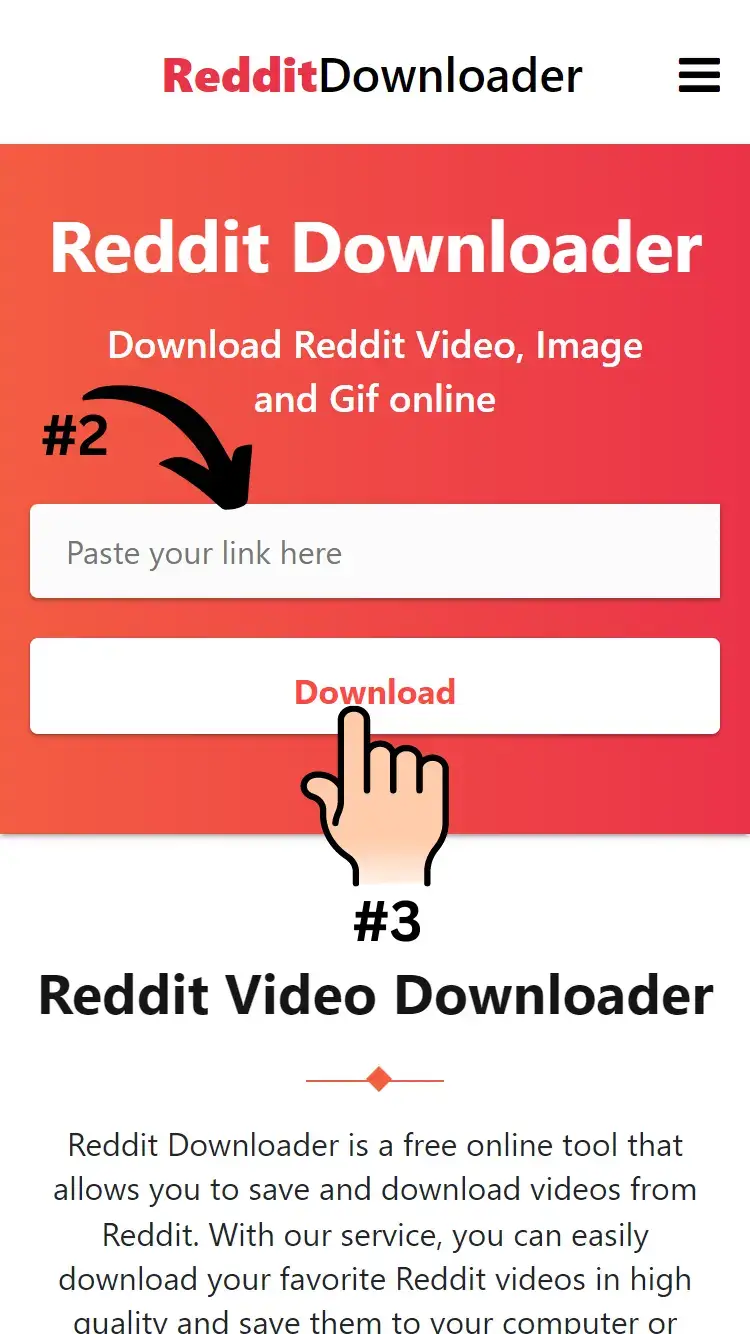 RedditDownloader
Reddit Downloader
Download Reddit Video, Image
and Gif online
#2
Paste your link here
Download
#3
Reddit Video Downloader
Reddit Downloader is a free online tool that
allows you to save and download videos from
Reddit. With our service, you can easily
download your favorite Reddit videos in high
quality and save them to your computer or